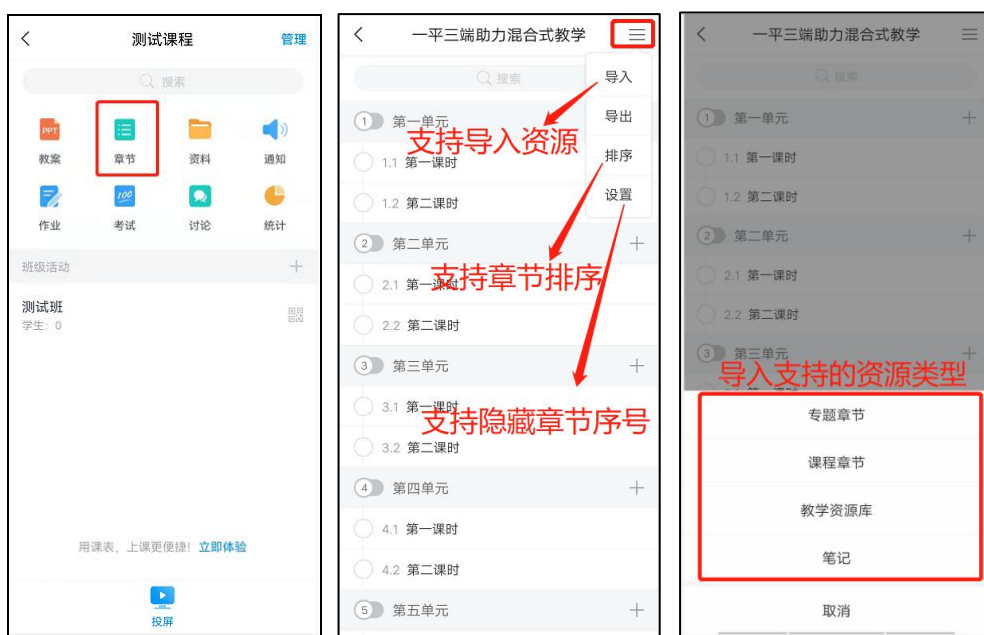 测试课程
管理
搜索
PPT
教案
章节
资料
通知
100
作业
考试
讨论
统计
班级活动
测试班
学生：0
用课表，上课更便捷！立即体验
投屏
一平三端助力混合式教学
搜索
导入
导出
排序
设置
1 第一单元
支持导入资源
1.1 第一课时
1.2 第二课时
2 第二单元
支持章节排序
2.1 第一课时
2.2 第二课时
3 第三单元
3.1 第一课时
支持隐藏章节序号
3.2 第二课时
4 第四单元
4.1 第一课时
4.2 第二课时
5 第五单元
一平三端助力混合式教学
搜索
1 第一单元
1.1 第一课时
1.2 第二课时
2 第二单元
2.1 第一课时
2.2 第二课时
3 第三单元
导入支持的资源类型
专题章节
课程章节
教学资源库
笔记
取消